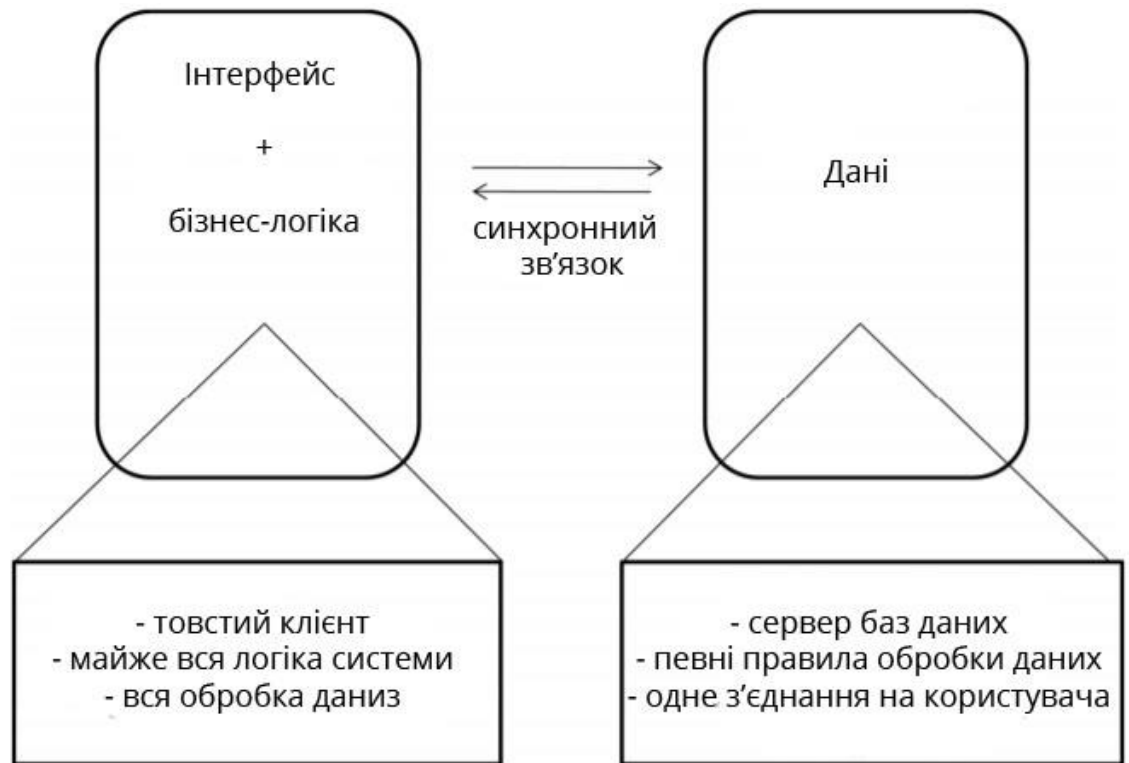 Інтерфейс
+
бізнес-логіка
синхронний
зв’язок
Дані
- товстий клієнт
- майже вся логіка системи
- вся обробка даниз
- сервер баз даних
- певні правила обробки даних
- одне з’єднання на користувача